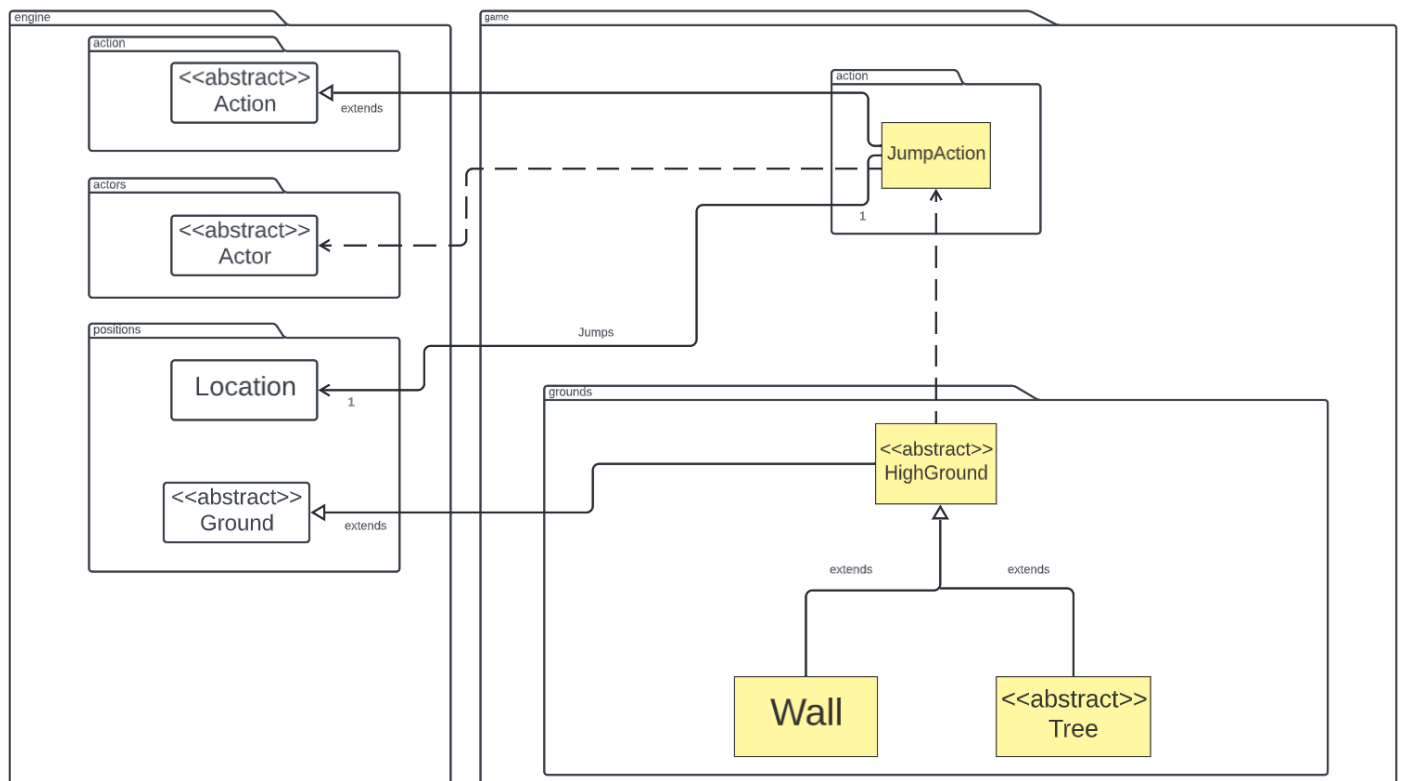 engine
game
action
<<abstract>>
Action
extends
action
JumpAction
actors
<<abstract>>
Actor
1
positions
Jumps
Location
1
grounds
<<abstract>>
HighGround
<<abstract>>
Ground
extends
extends
extends
Wall
<<abstract>>
Tree